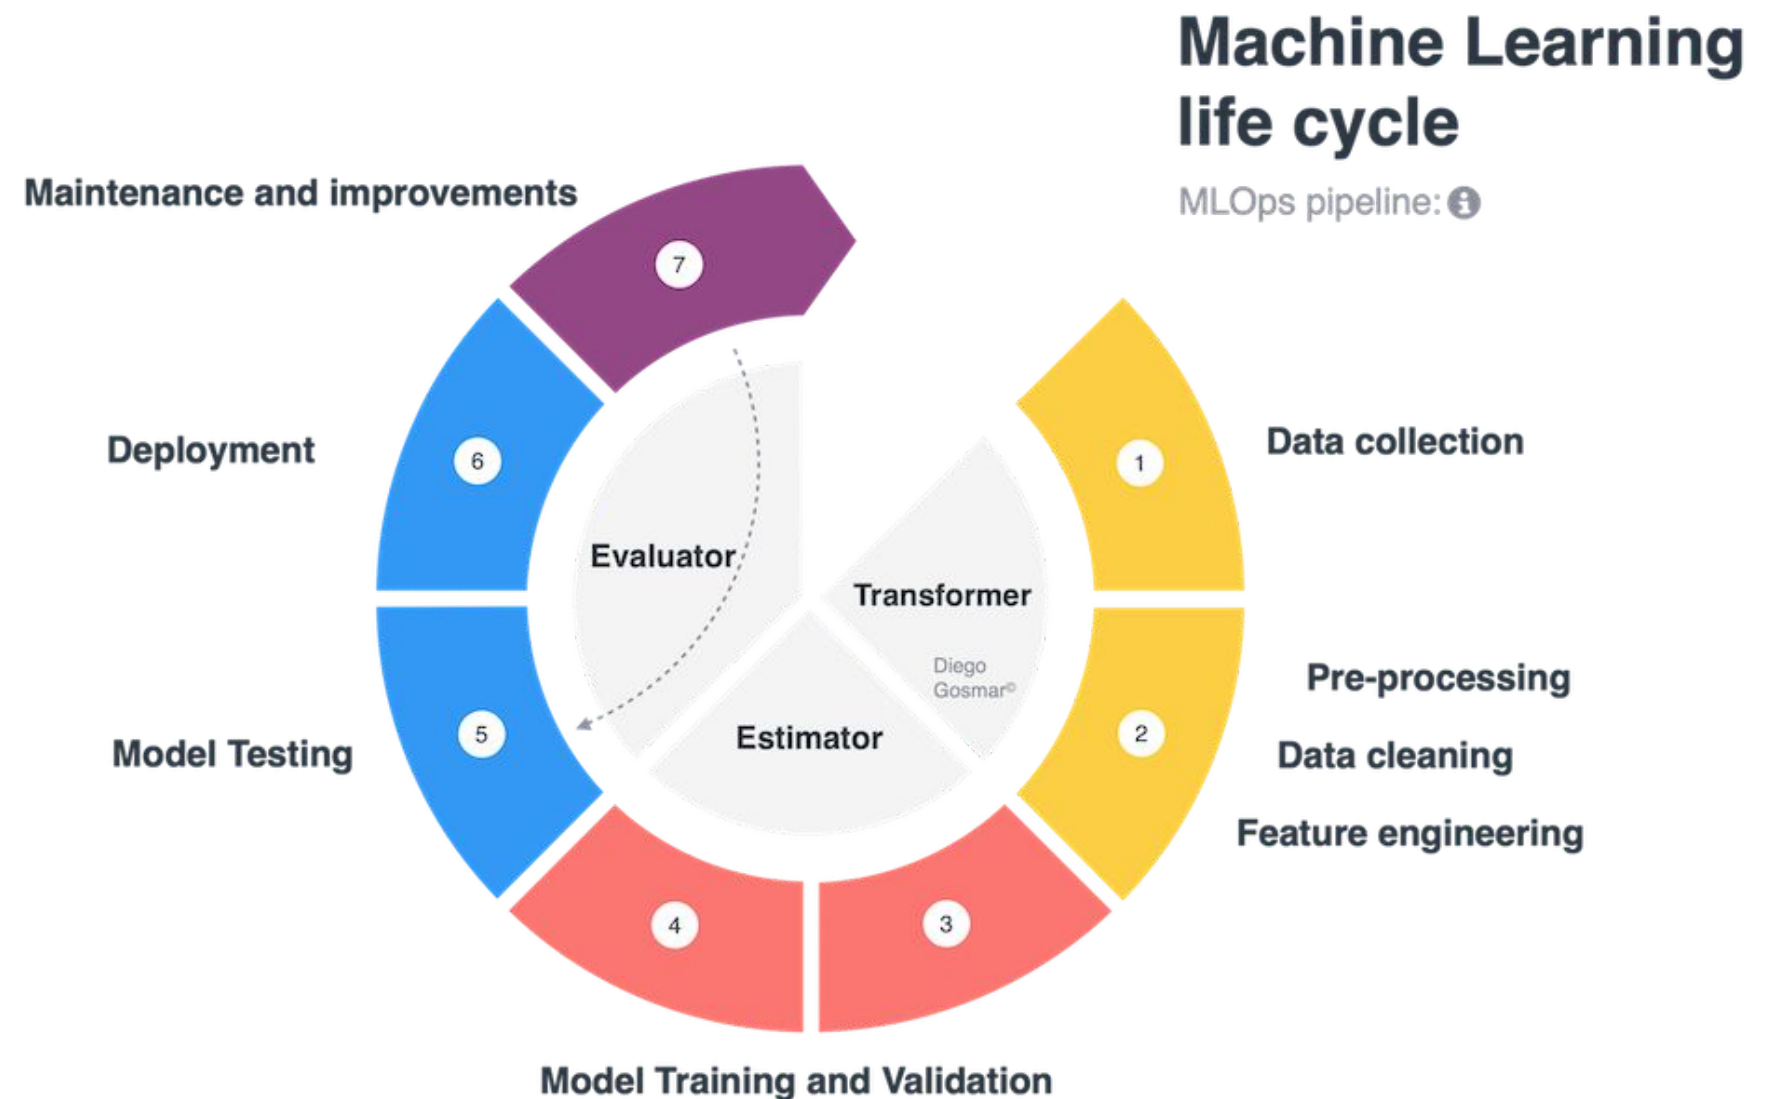 Machine Learning
life cycle
MLOps pipeline:
Maintenance and improvements
7
Deployment
6
1
Data collection
Evaluator
Transformer
Diego
Gosmar©
Pre-processing
Model Testing
5
Estimator
2
Data cleaning
Feature engineering
4
3
Model Training and Validation